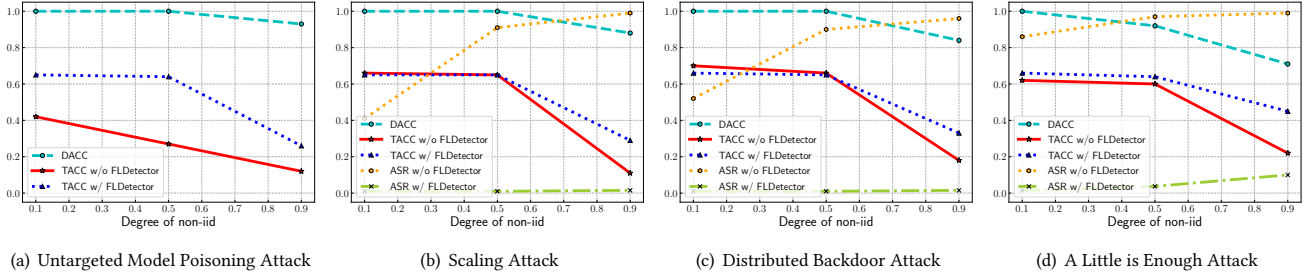 1.0
0.8
0.6
0.4
0.2
0.0
DACC
TACC w/o FLDetector
TACC w/ FLDetector
0.1 0.2 0.3 0.4 0.5 0.6 0.7 0.8 0.9
Degree of non-iid
(a) Untargeted Model Poisoning Attack
1.0
0.8
0.6
0.4
0.2
0.0
DACC
TACC w/o FLDetector
TACC w/ FLDetector
ASR w/o FLDetector
ASR w/ FLDetector
0.1 0.2 0.3 0.4 0.5 0.6 0.7 0.8 0.9
Degree of non-iid
(b) Scaling Attack
1.0
0.8
0.6
0.4
0.2
0.0
DACC
TACC w/o FLDetector
TACC w/ FLDetector
ASR w/o FLDetector
ASR w/ FLDetector
0.1 0.2 0.3 0.4 0.5 0.6 0.7 0.8 0.9
Degree of non-iid
(c) Distributed Backdoor Attack
1.0
0.8
0.6
0.4
0.2
0.0
DACC
TACC w/o FLDetector
TACC w/ FLDetector
ASR w/o FLDetector
ASR w/ FLDetector
0.1 0.2 0.3 0.4 0.5 0.6 0.7 0.8 0.9
Degree of non-iid
(d) A Little is Enough Attack